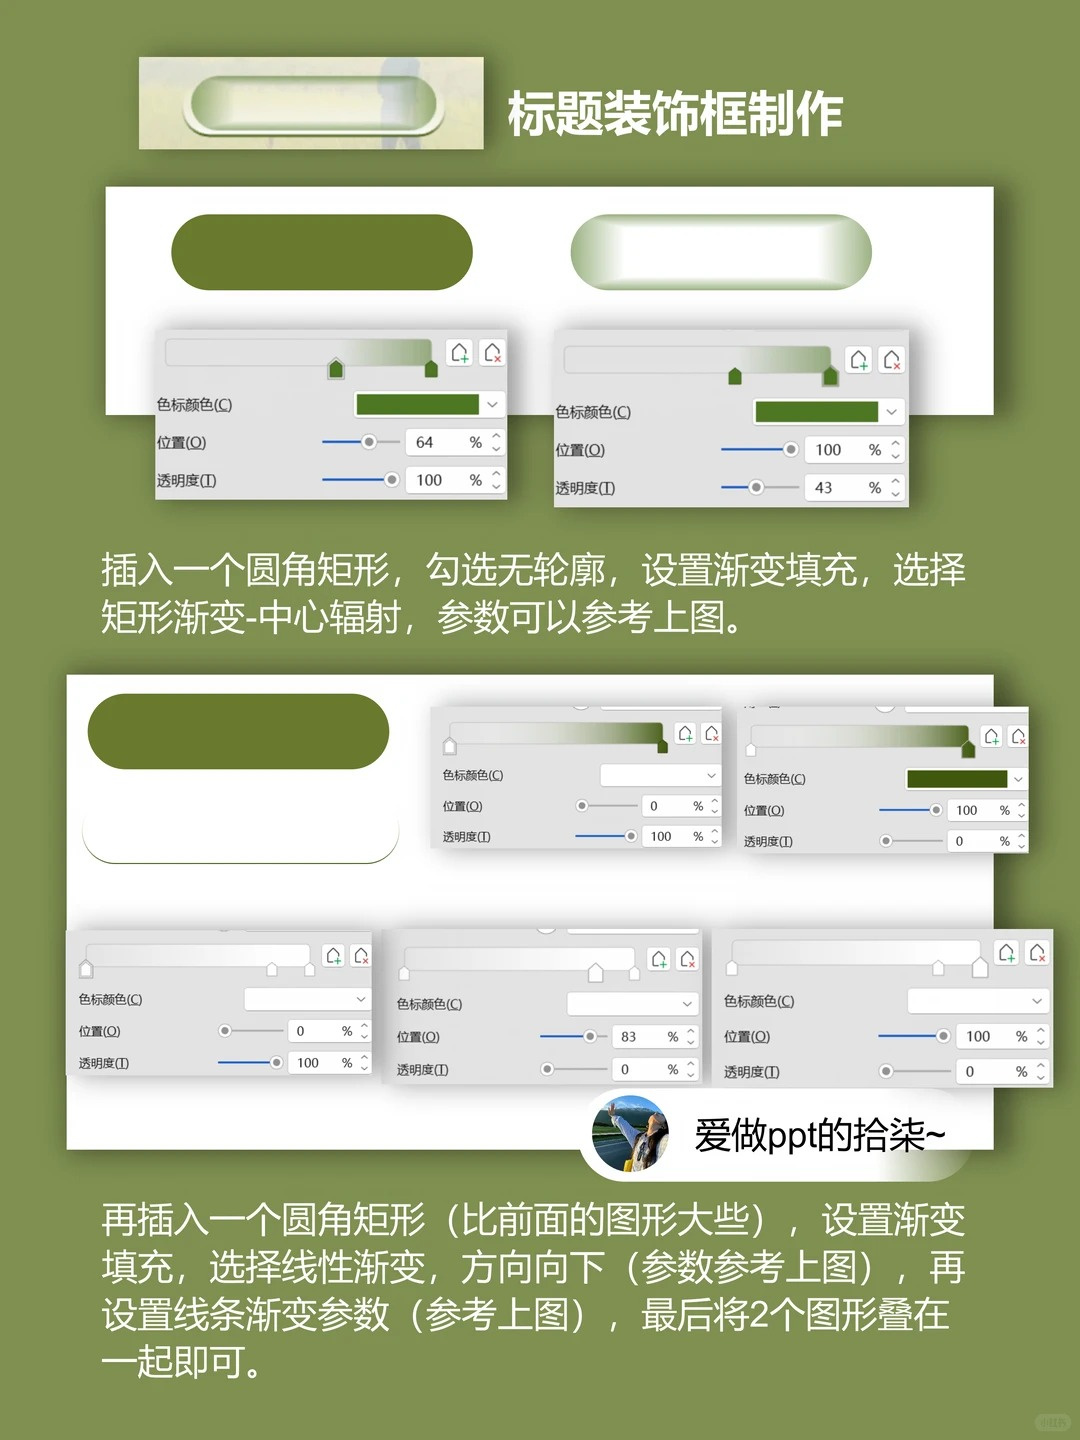 标题装饰框制作
色标颜色(C)
位置(O) 64 %
透明度(T) 100 %
色标颜色(C)
位置(O) 100 %
透明度(T) 43 %
插入一个圆角矩形，勾选无轮廓，设置渐变填充，选择
矩形渐变-中心辐射，参数可以参考上图。
色标颜色(C)
位置(O) 0 %
透明度(T) 100 %
色标颜色(C)
位置(O) 100 %
透明度(T) 0 %
色标颜色(C)
位置(O) 0 %
透明度(T) 100 %
色标颜色(C)
位置(O) 83 %
透明度(T) 0 %
色标颜色(C)
位置(O) 100 %
透明度(T) 0 %
爱做ppt的拾柒~
再插入一个圆角矩形（比前面的图形大些），设置渐变
填充，选择线性渐变，方向向下（参数参考上图），再
设置线条渐变参数（参考上图），最后将2个图形叠在
一起即可。